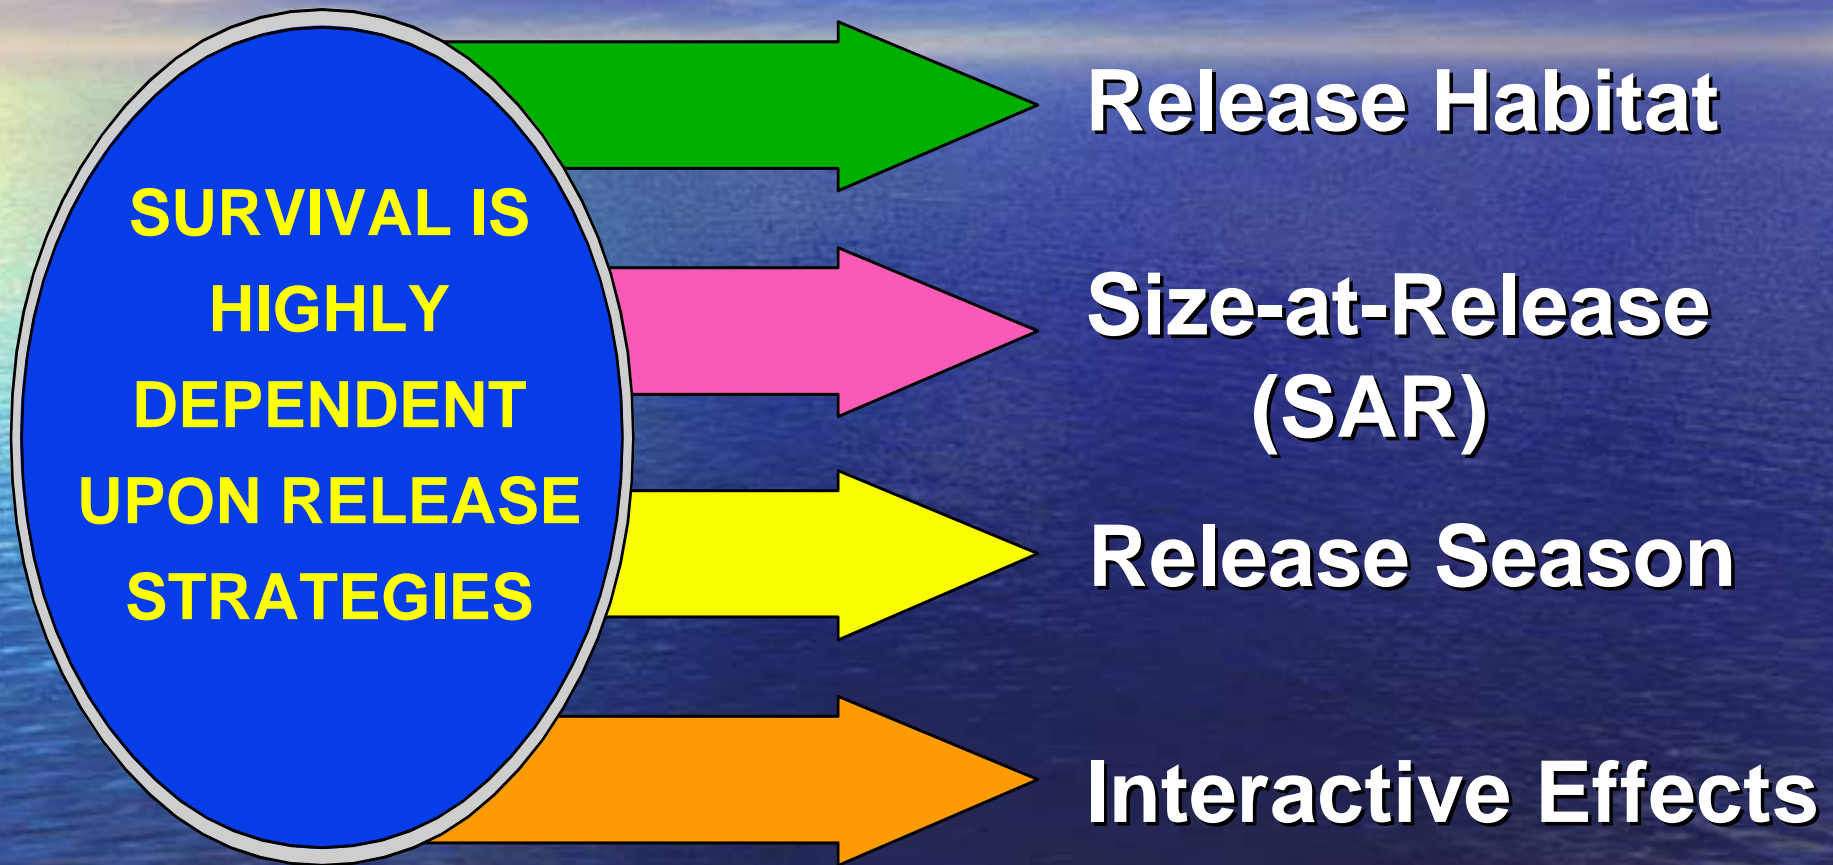 SURVIVAL IS
HIGHLY
DEPENDENT
UPON RELEASE
STRATEGIES
Release Habitat
Size-at-Release
(SAR)
Release Season
Interactive Effects